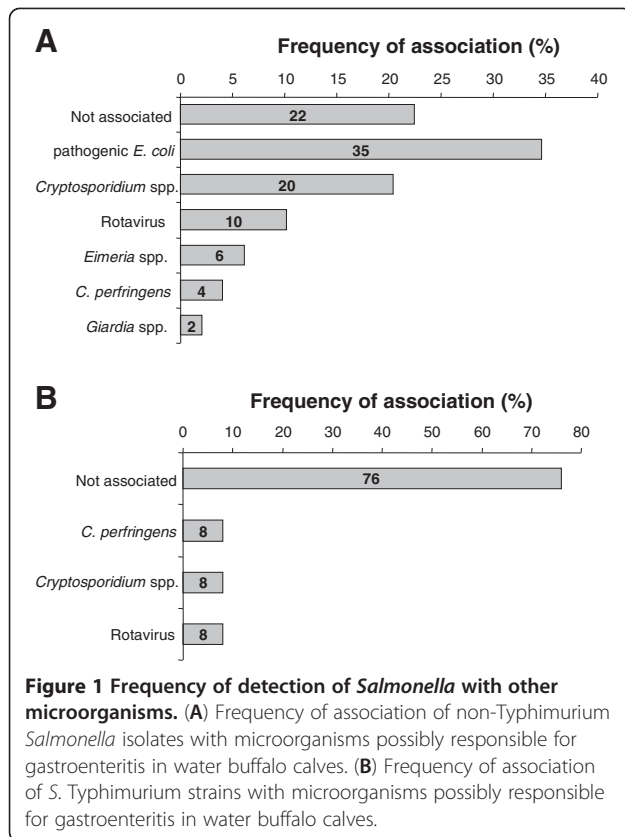 A
Frequency of association (%)
0 5 10 15 20 25 30 35 40
Not associated 22
pathogenic E. coli 35
Cryptosporidium spp. 20
Rotavirus 10
Eimeria spp. 6
C. perfringens 4
Giardia spp. 2
B
Frequency of association (%)
0 10 20 30 40 50 60 70 80
Not associated 76
C. perfringens 8
Cryptosporidium spp. 8
Rotavirus 8
Figure 1 Frequency of detection of Salmonella with other
microorganisms. (A) Frequency of association of non-Typhimurium
Salmonella isolates with microorganisms possibly responsible for
gastroenteritis in water buffalo calves. (B) Frequency of association
of S. Typhimurium strains with microorganisms possibly responsible
for gastroenteritis in water buffalo calves.